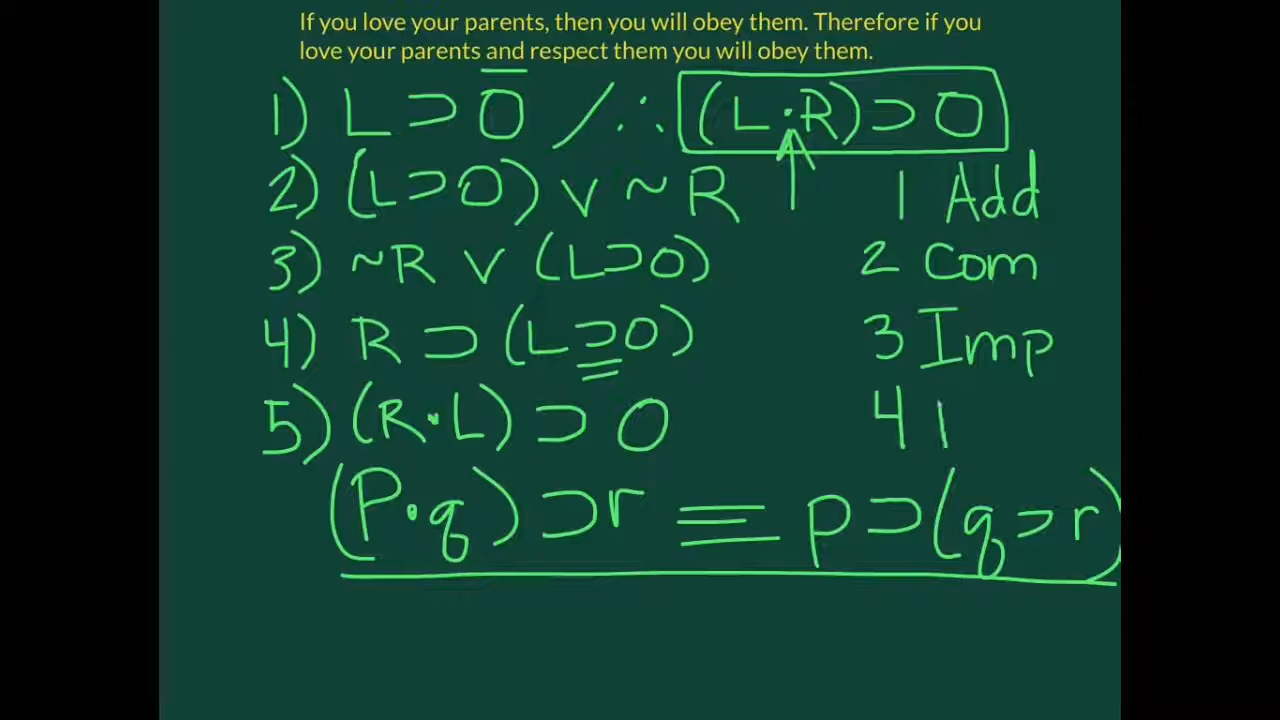 If you love your parents, then you will obey them. Therefore if you
love your parents and respect them you will obey them.
1) L ⊃ O / ∴ (L · R) ⊃ O
2) (L ⊃ O) v ~ R 1 Add
3) ~R v (L ⊃ O) 2 Com
4) R ⊃ (L ⊃ O) 3 Imp
5) (R · L) ⊃ O 4 |
(P · q) ⊃ r ≡ p ⊃ (q ⊃ r)